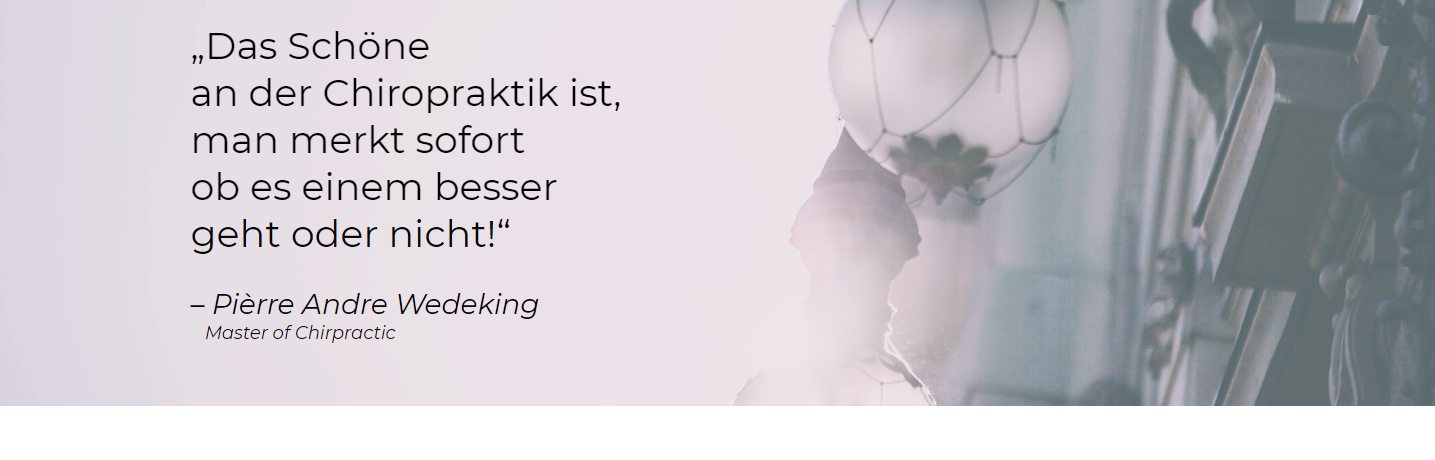 „Das Schöne
an der Chiropraktik ist,
man merkt sofort
ob es einem besser
geht oder nicht!“
– Pièrre Andre Wedeking
Master of Chirpractic